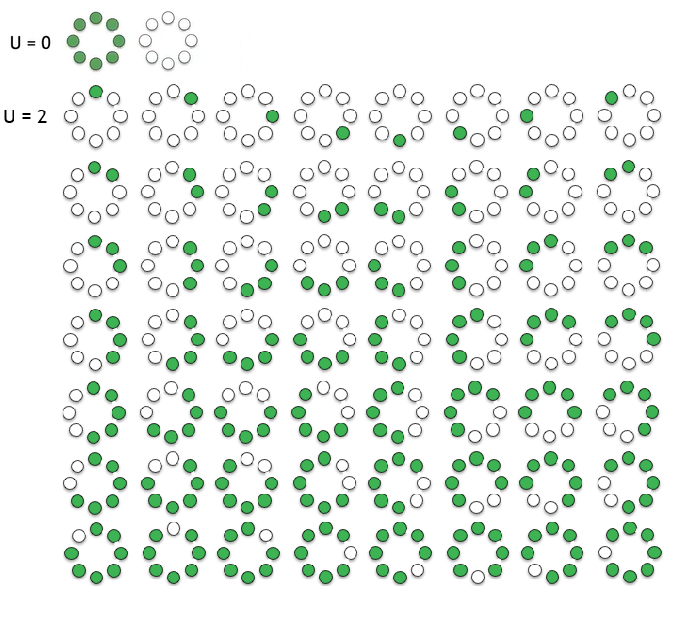 U = 0
U = 2